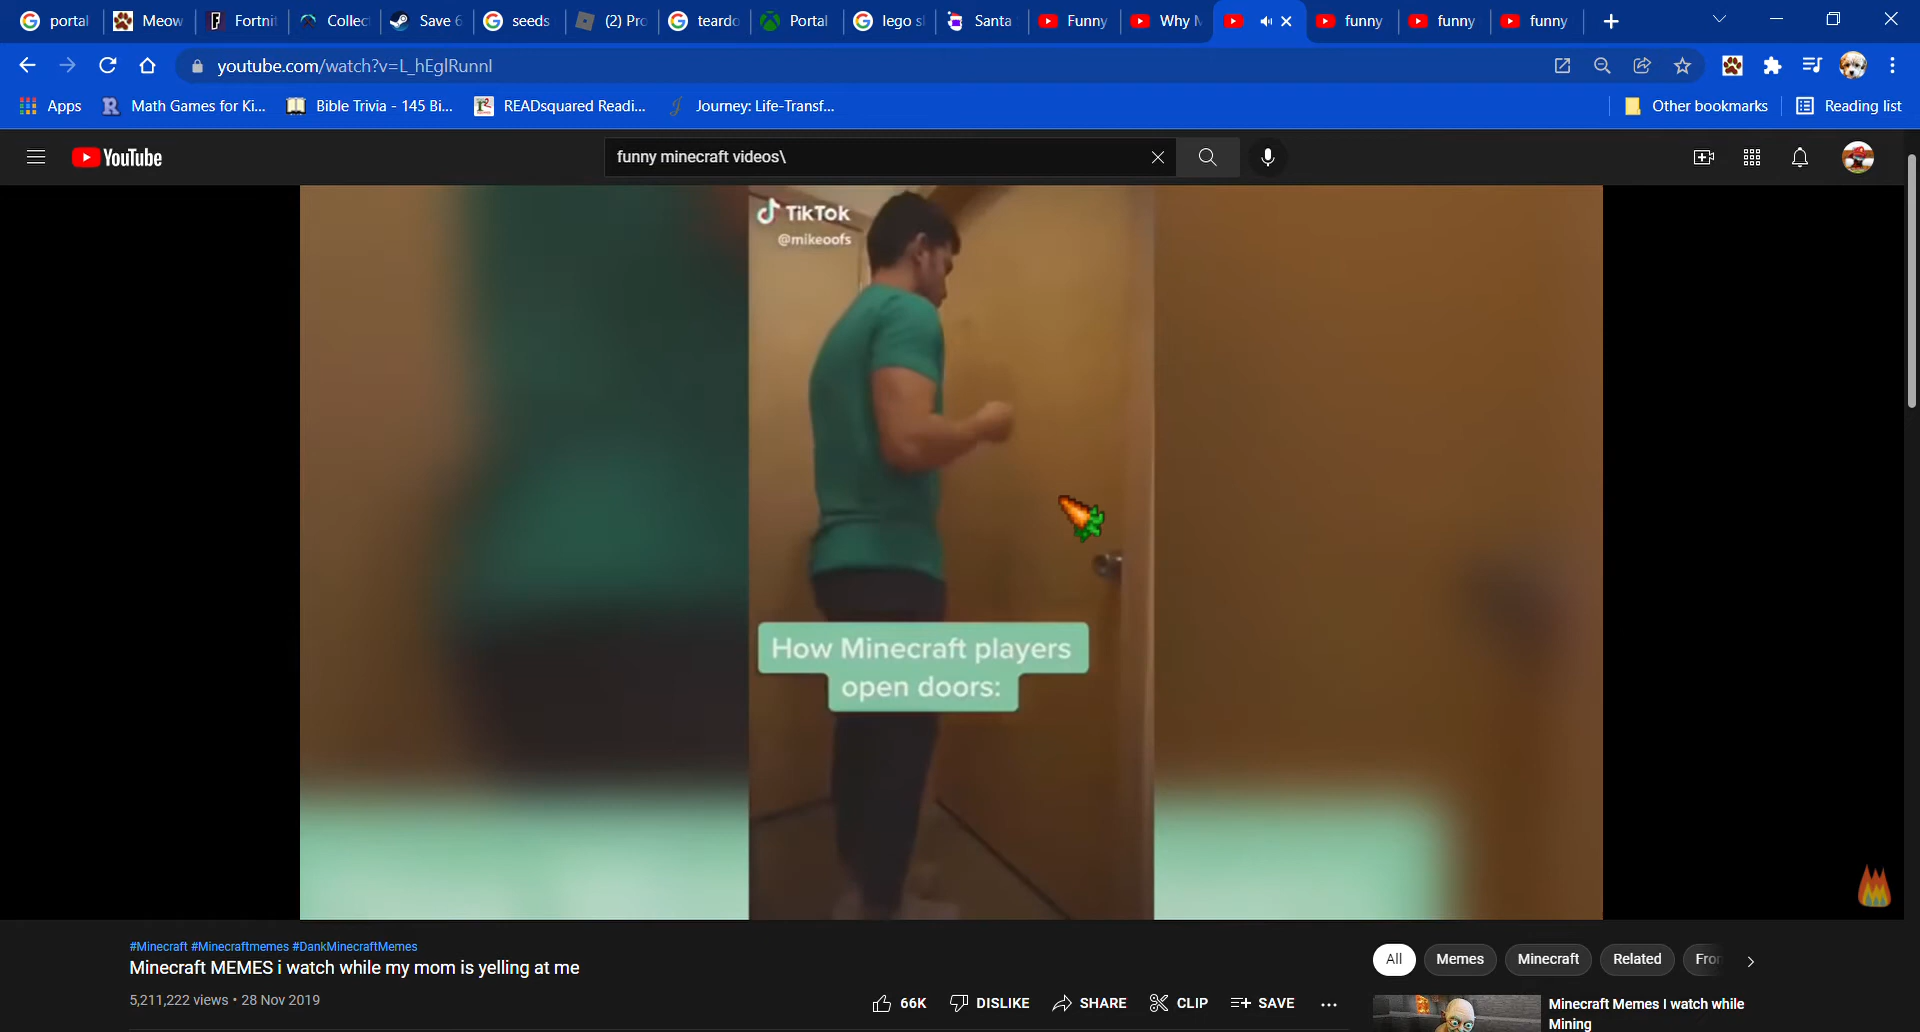 portal
Meow
Fortni
Collec
Save 6
seeds
(2) Pro
teardo
Portal
lego s
Santa
Funny
Why M
funny
funny
funny
youtube.com/watch?v=L_hEglRunnI
Apps
Math Games for Ki...
Bible Trivia - 145 Bi...
READsquared Readi...
Journey: Life-Transf...
Other bookmarks
Reading list
YouTube
funny minecraft videos\
TikTok
@mikeoofs
How Minecraft players
open doors:
#Minecraft #Minecraftmemes #DankMinecraftMemes
Minecraft MEMES i watch while my mom is yelling at me
5,211,222 views • 28 Nov 2019
66K
DISLIKE
SHARE
CLIP
SAVE
All
Memes
Minecraft
Related
From
Minecraft Memes I watch while
Mining